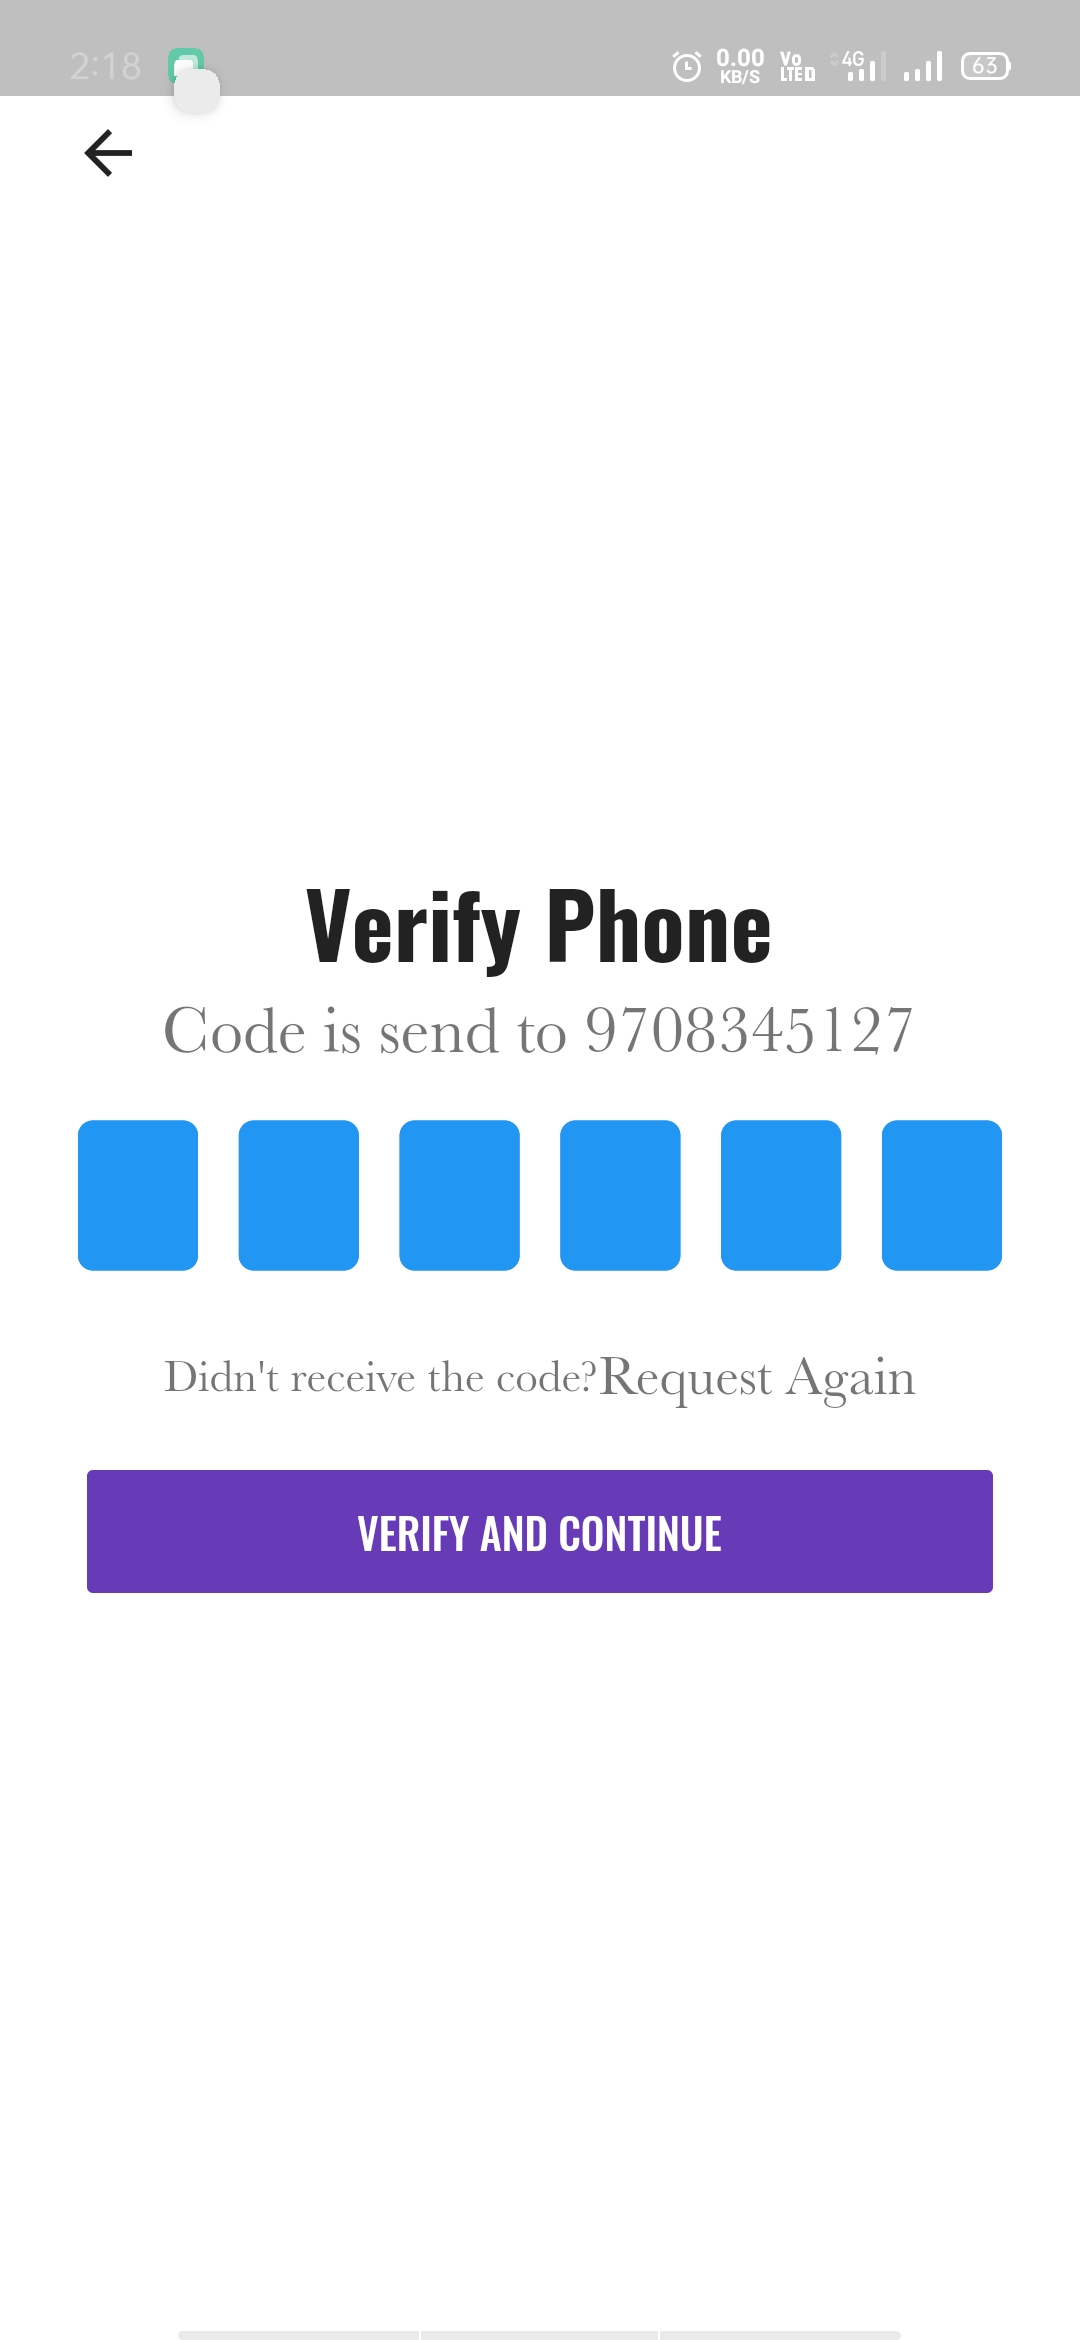 2:18
0.00
KB/S
Vo
LTE D
4G
63
Verify Phone
Code is send to 9708345127
Didn't receive the code?Request Again
VERIFY AND CONTINUE